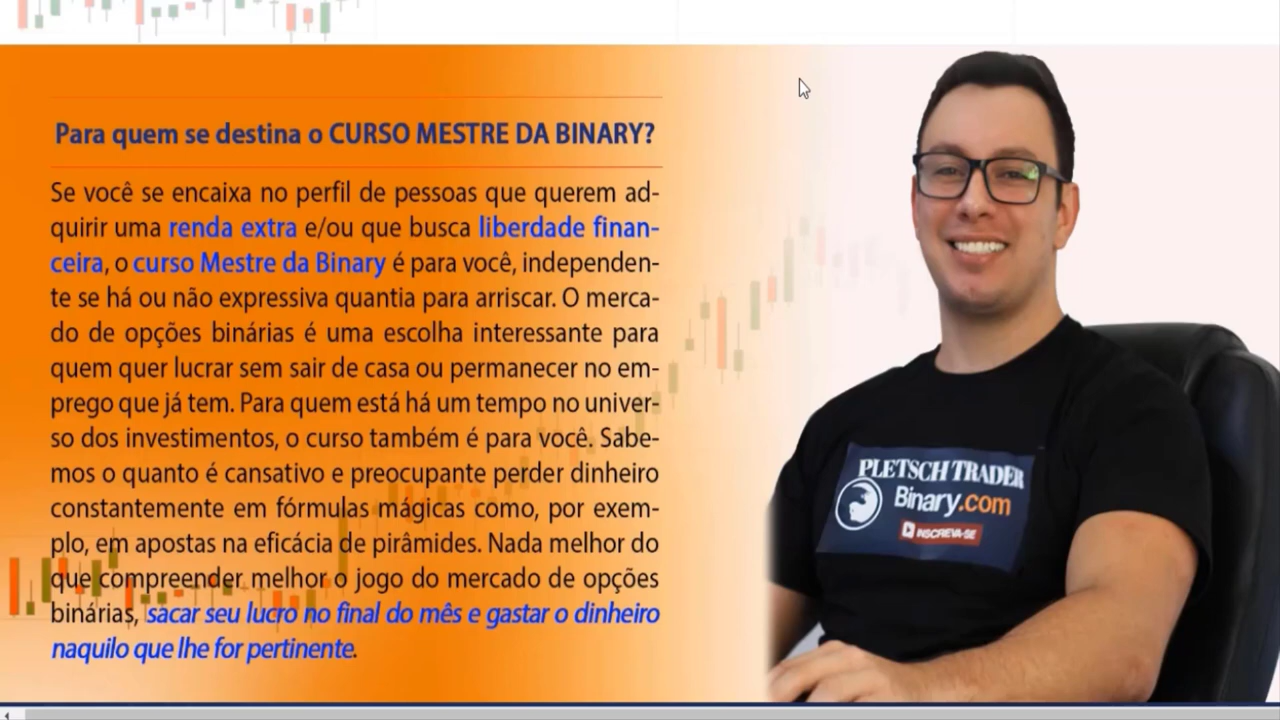 Para quem se destina o CURSO MESTRE DA BINARY?
Se você se encaixa no perfil de pessoas que querem ad-
quirir uma renda extra e/ou que busca liberdade finan-
ceira, o curso Mestre da Binary é para você, independen-
te se há ou não expressiva quantia para arriscar. O merca-
do de opções binárias é uma escolha interessante para
quem quer lucrar sem sair de casa ou permanecer no em-
prego que já tem. Para quem está há um tempo no univer-
so dos investimentos, o curso também é para você. Sabe-
mos o quanto é cansativo e preocupante perder dinheiro
constantemente em fórmulas mágicas como, por exem-
plo, em apostas na eficácia de pirâmides. Nada melhor do
que compreender melhor o jogo do mercado de opções
binárias, sacar seu lucro no final do mês e gastar o dinheiro
naquilo que lhe for pertinente.
PLETSCH TRADER
Binary.com
INSCREVA-SE